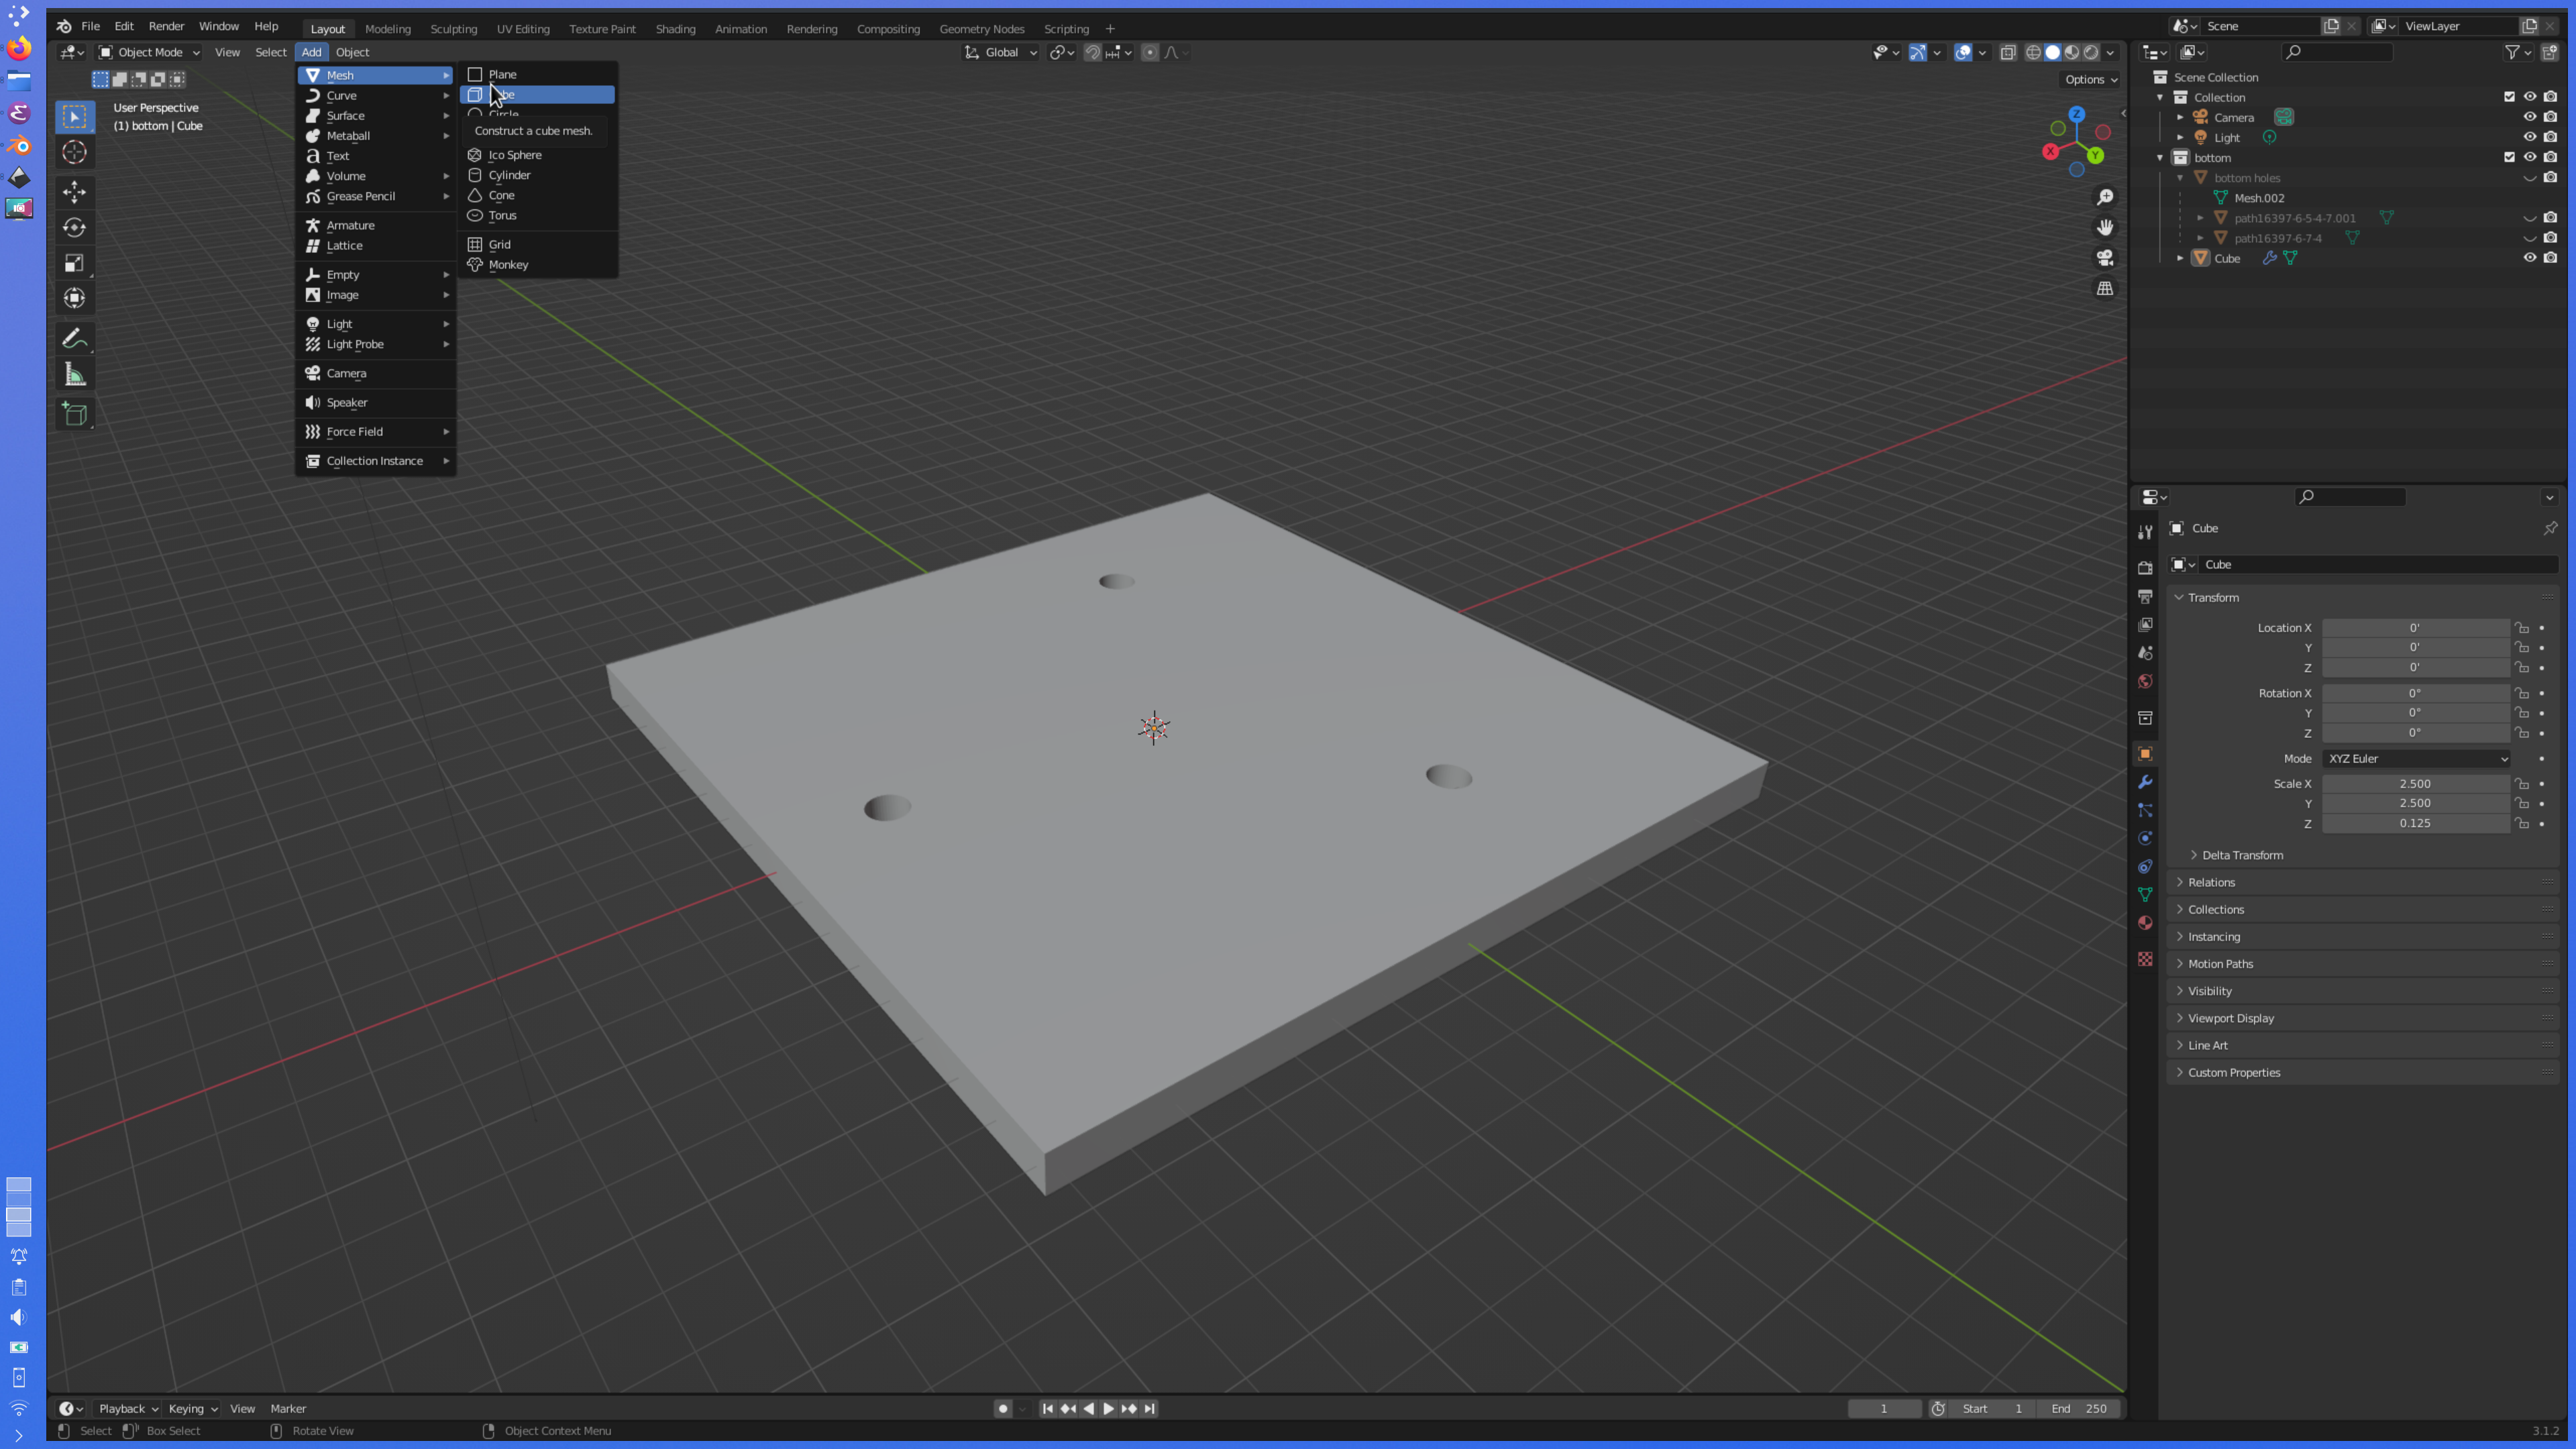 File Edit Render Window Help Layout Modeling Sculpting UV Editing Texture Paint Shading Animation Rendering Compositing Geometry Nodes Scripting + Scene ViewLayer
Object Mode View Select Add Object Global
Options
User Perspective
(1) bottom | Cube
Mesh
Curve
Surface
Metaball
Text
Volume
Grease Pencil
Armature
Lattice
Empty
Image
Light
Light Probe
Camera
Speaker
Force Field
Collection Instance
Plane
Circle
Construct a cube mesh.
Ico Sphere
Cylinder
Cone
Torus
Grid
Monkey
Z
X
Y
Scene Collection
Collection
Camera
Light
bottom
bottom holes
Mesh.002
path16397-6-5-4-7.001
path16397-6-7-4
Cube
Cube
Cube
Transform
Location X 0'
Y 0'
Z 0'
Rotation X 0°
Y 0°
Z 0°
Mode XYZ Euler
Scale X 2.500
Y 2.500
Z 0.125
Delta Transform
Relations
Collections
Instancing
Motion Paths
Visibility
Viewport Display
Line Art
Custom Properties
Playback Keying View Marker 1 Start 1 End 250
Select Box Select Rotate View Object Context Menu 3.1.2